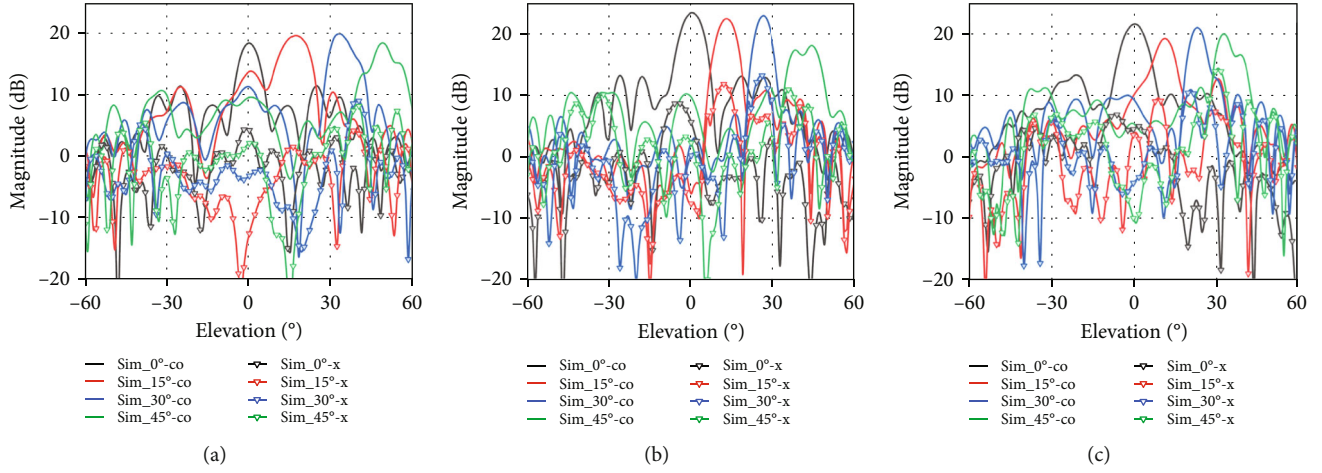 20
10
0
−10
−20
Magnitude (dB)
−60 −30 0 30 60
Elevation (°)
Sim_0°-co Sim_0°-x
Sim_15°-co Sim_15°-x
Sim_30°-co Sim_30°-x
Sim_45°-co Sim_45°-x
(a)
20
10
0
−10
−20
Magnitude (dB)
−60 −30 0 30 60
Elevation (°)
Sim_0°-co Sim_0°-x
Sim_15°-co Sim_15°-x
Sim_30°-co Sim_30°-x
Sim_45°-co Sim_45°-x
(b)
20
10
0
−10
−20
Magnitude (dB)
−60 −30 0 30 60
Elevation (°)
Sim_0°-co Sim_0°-x
Sim_15°-co Sim_15°-x
Sim_30°-co Sim_30°-x
Sim_45°-co Sim_45°-x
(c)